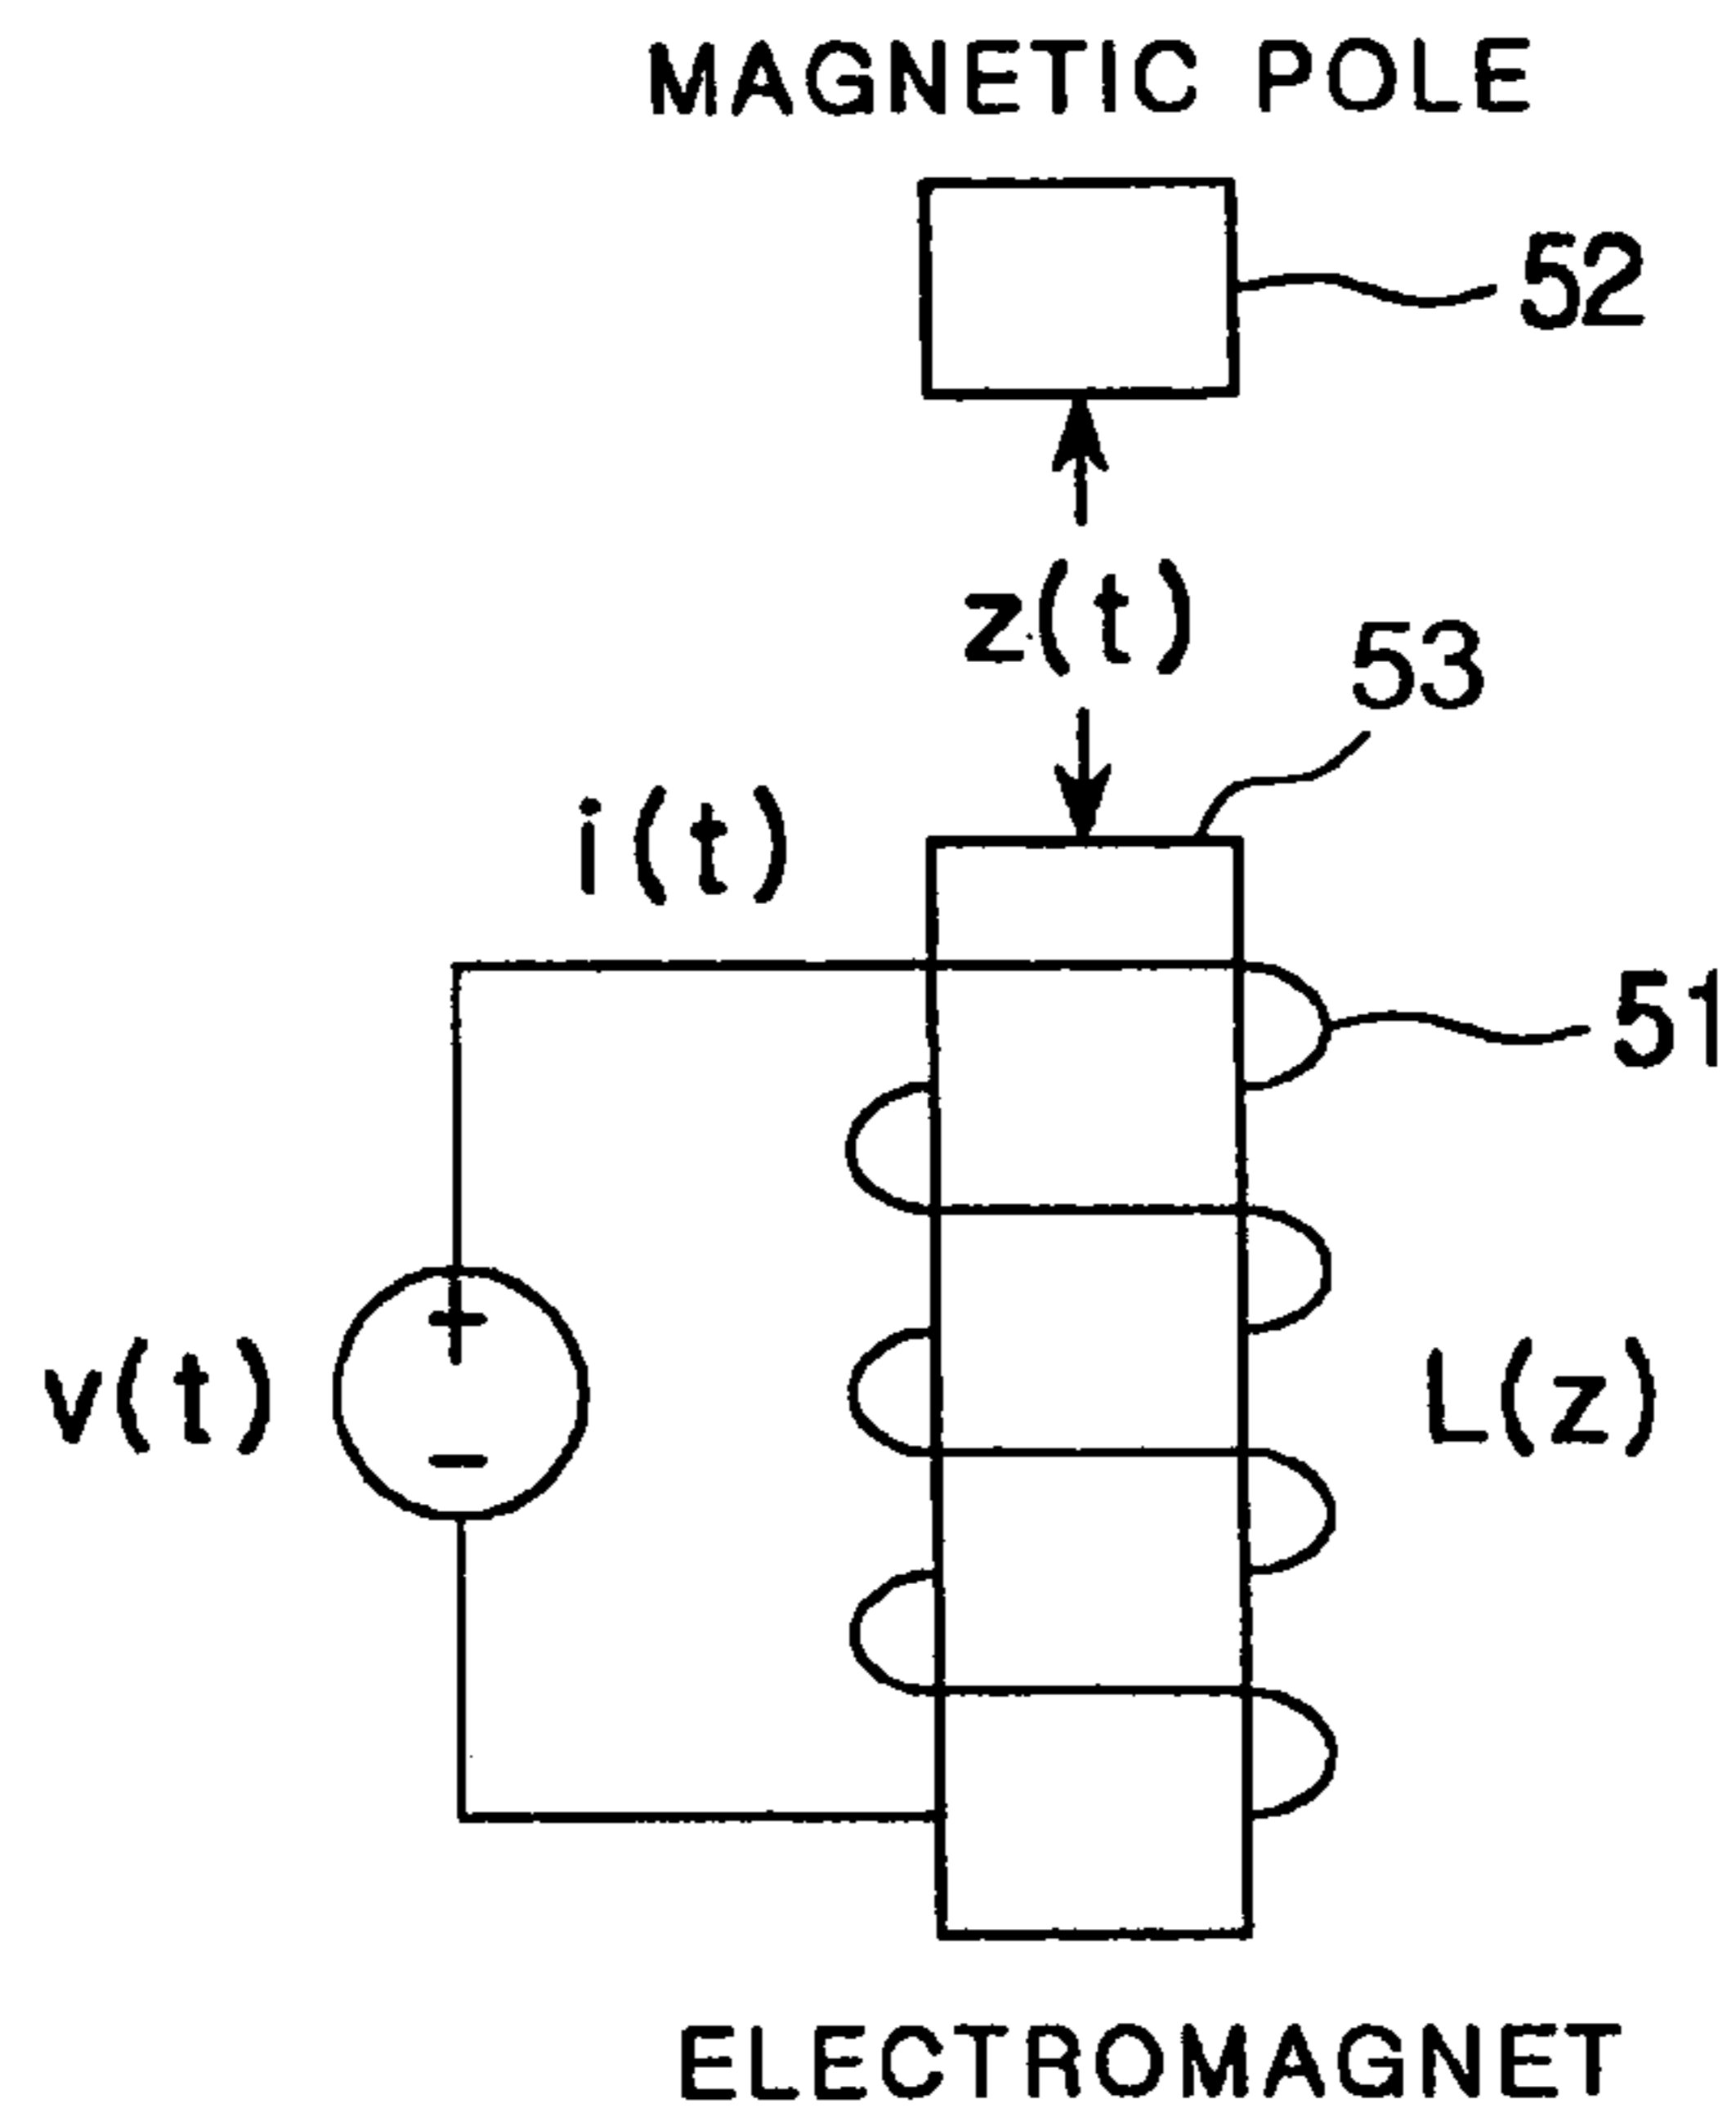 MAGNETIC POLE
52
z(t)
53
i(t)
51
+
v(t)
L(z)
−
ELECTROMAGNET